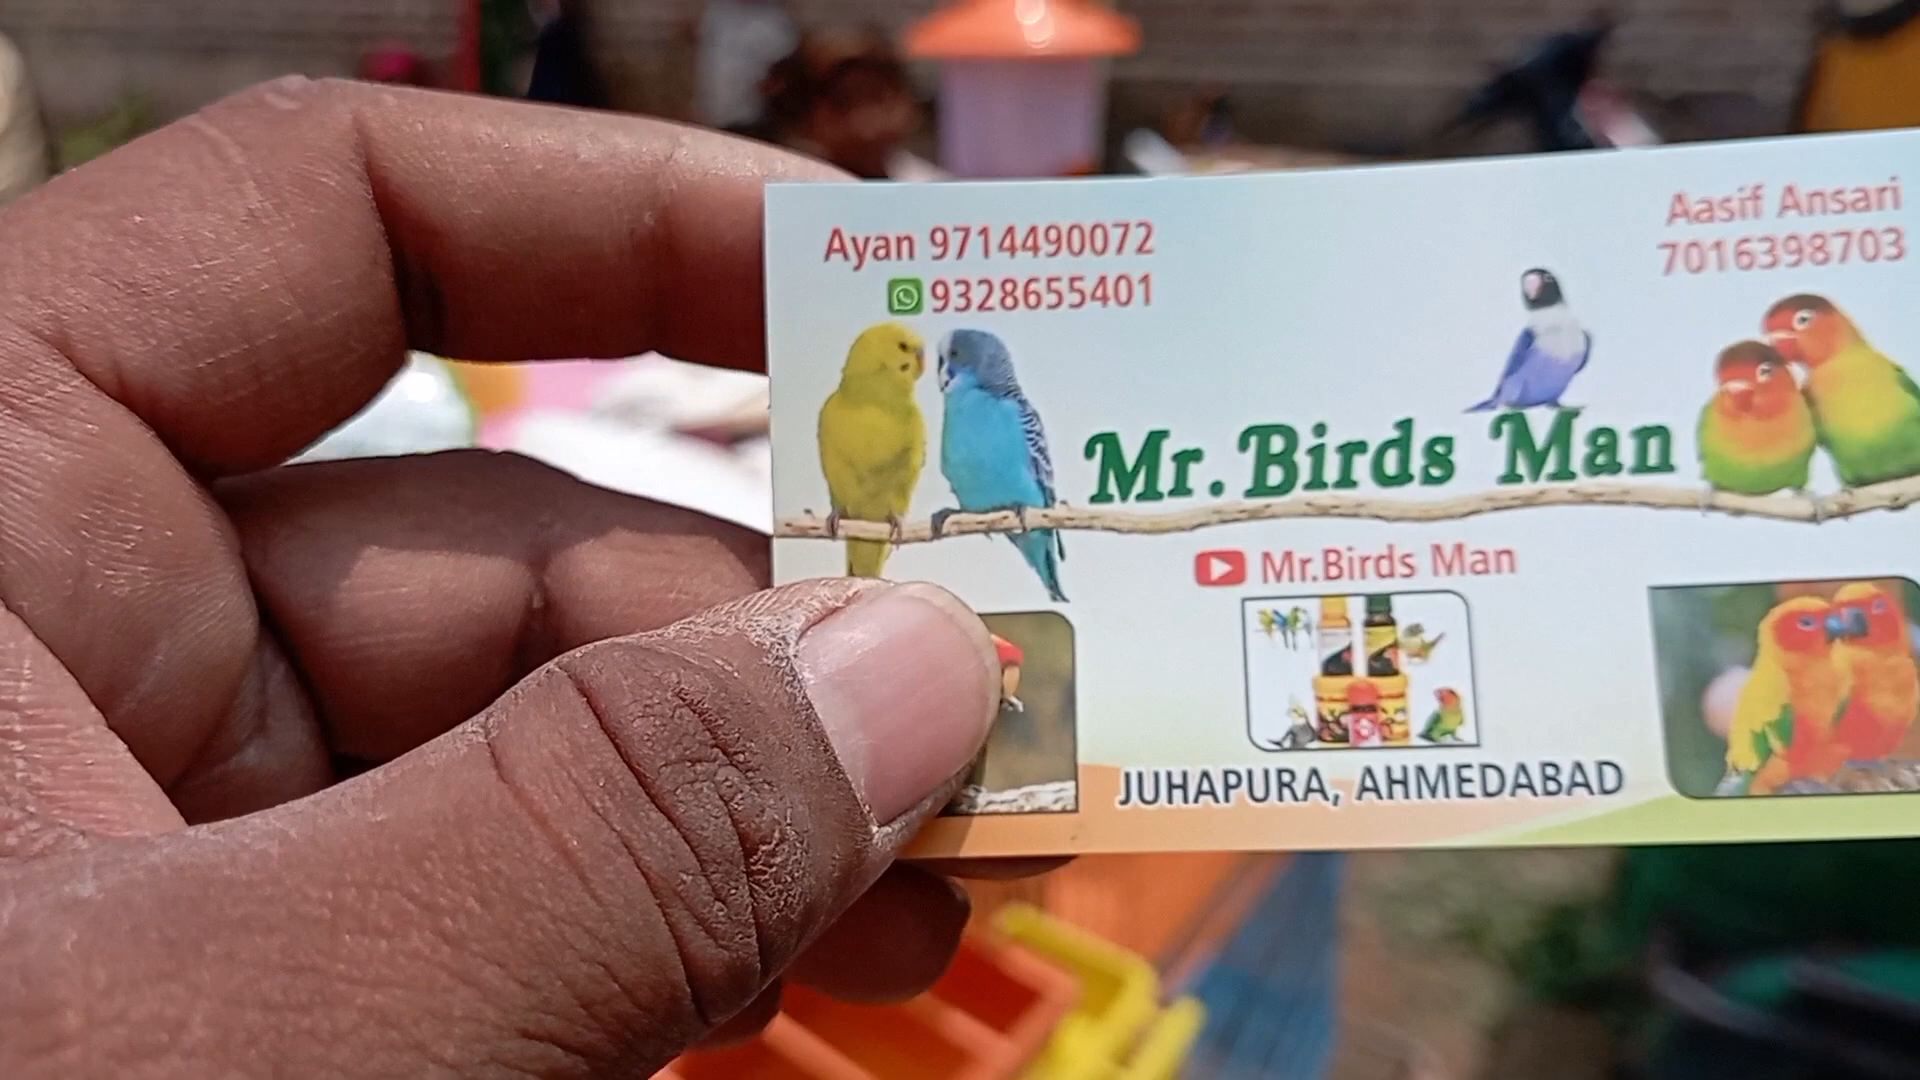 Ayan 9714490072
9328655401
Aasif Ansari
7016398703
Mr. Birds Man
Mr.Birds Man
JUHAPURA, AHMEDABAD